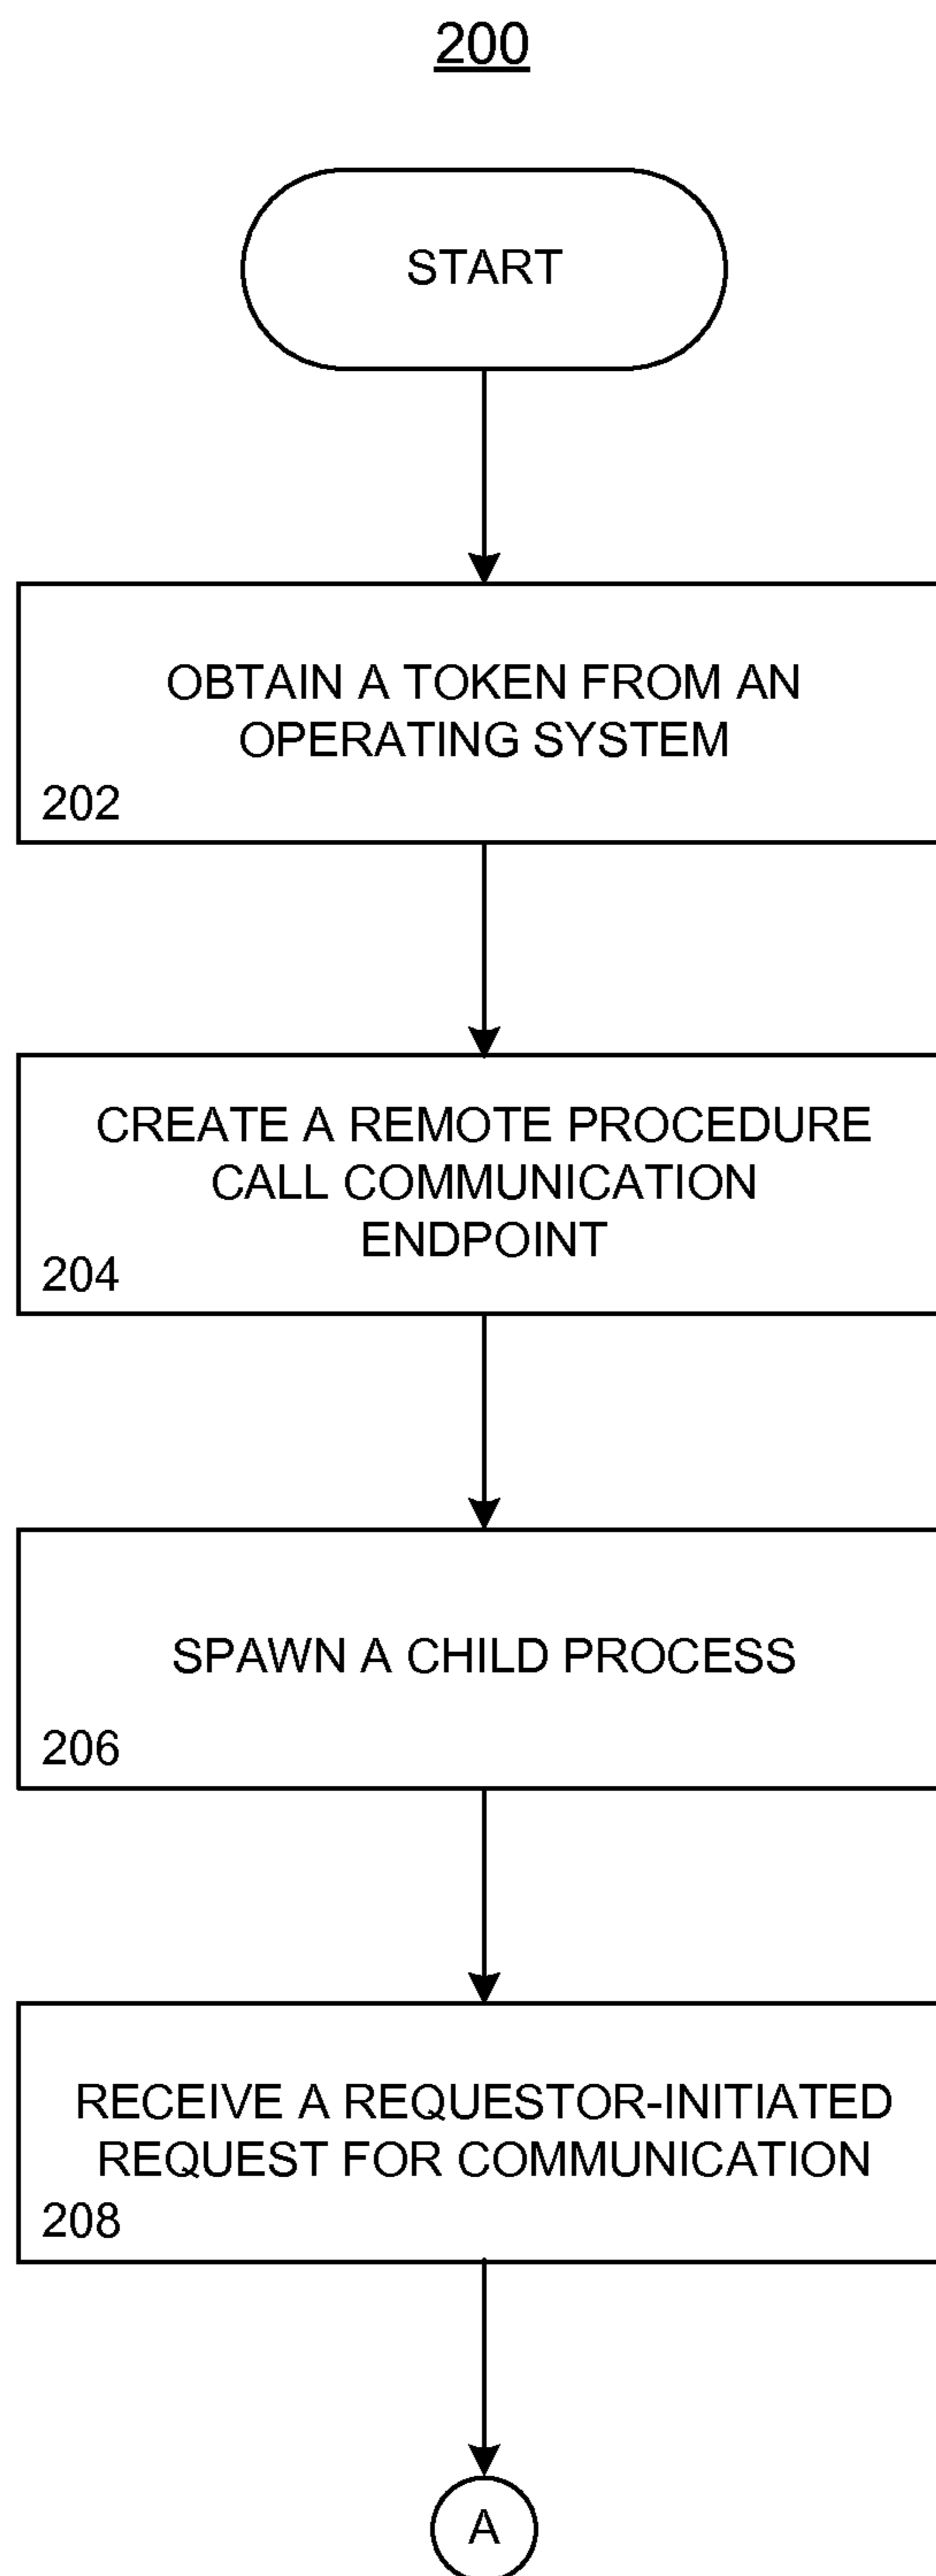 200
START
OBTAIN A TOKEN FROM AN
OPERATING SYSTEM
202
CREATE A REMOTE PROCEDURE
CALL COMMUNICATION
ENDPOINT
204
SPAWN A CHILD PROCESS
206
RECEIVE A REQUESTOR-INITIATED
REQUEST FOR COMMUNICATION
208
A